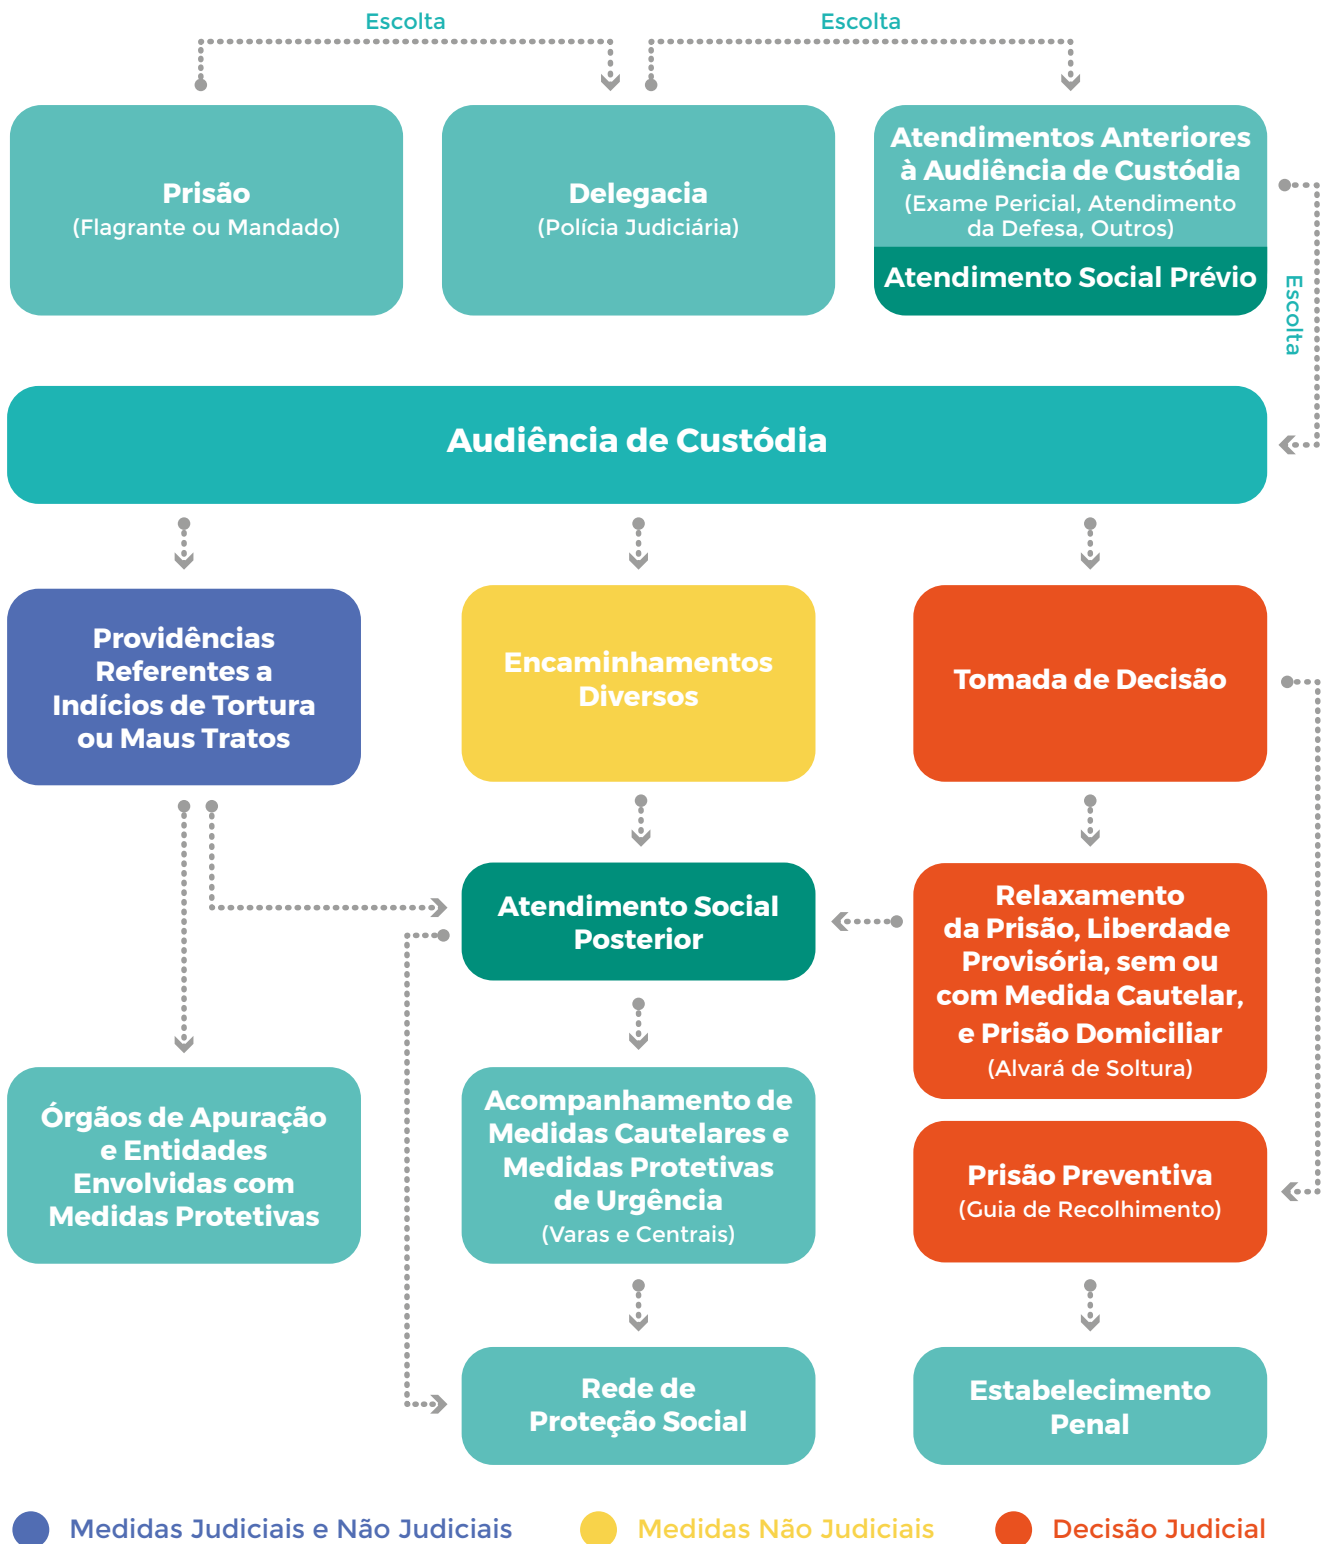 Escolta
Escolta
Prisão
(Flagrante ou Mandado)
Delegacia
(Polícia Judiciária)
Atendimentos Anteriores
à Audiência de Custódia
(Exame Pericial, Atendimento
da Defesa, Outros)
Atendimento Social Prévio
Escolta
Audiência de Custódia
Providências
Referentes a
Indícios de Tortura
ou Maus Tratos
Encaminhamentos
Diversos
Tomada de Decisão
Atendimento Social
Posterior
Relaxamento
da Prisão, Liberdade
Provisória, sem ou
com Medida Cautelar,
e Prisão Domiciliar
(Alvará de Soltura)
Órgãos de Apuração
e Entidades
Envolvidas com
Medidas Protetivas
Acompanhamento de
Medidas Cautelares e
Medidas Protetivas
de Urgência
(Varas e Centrais)
Prisão Preventiva
(Guia de Recolhimento)
Rede de
Proteção Social
Estabelecimento
Penal
Medidas Judiciais e Não Judiciais
Medidas Não Judiciais
Decisão Judicial